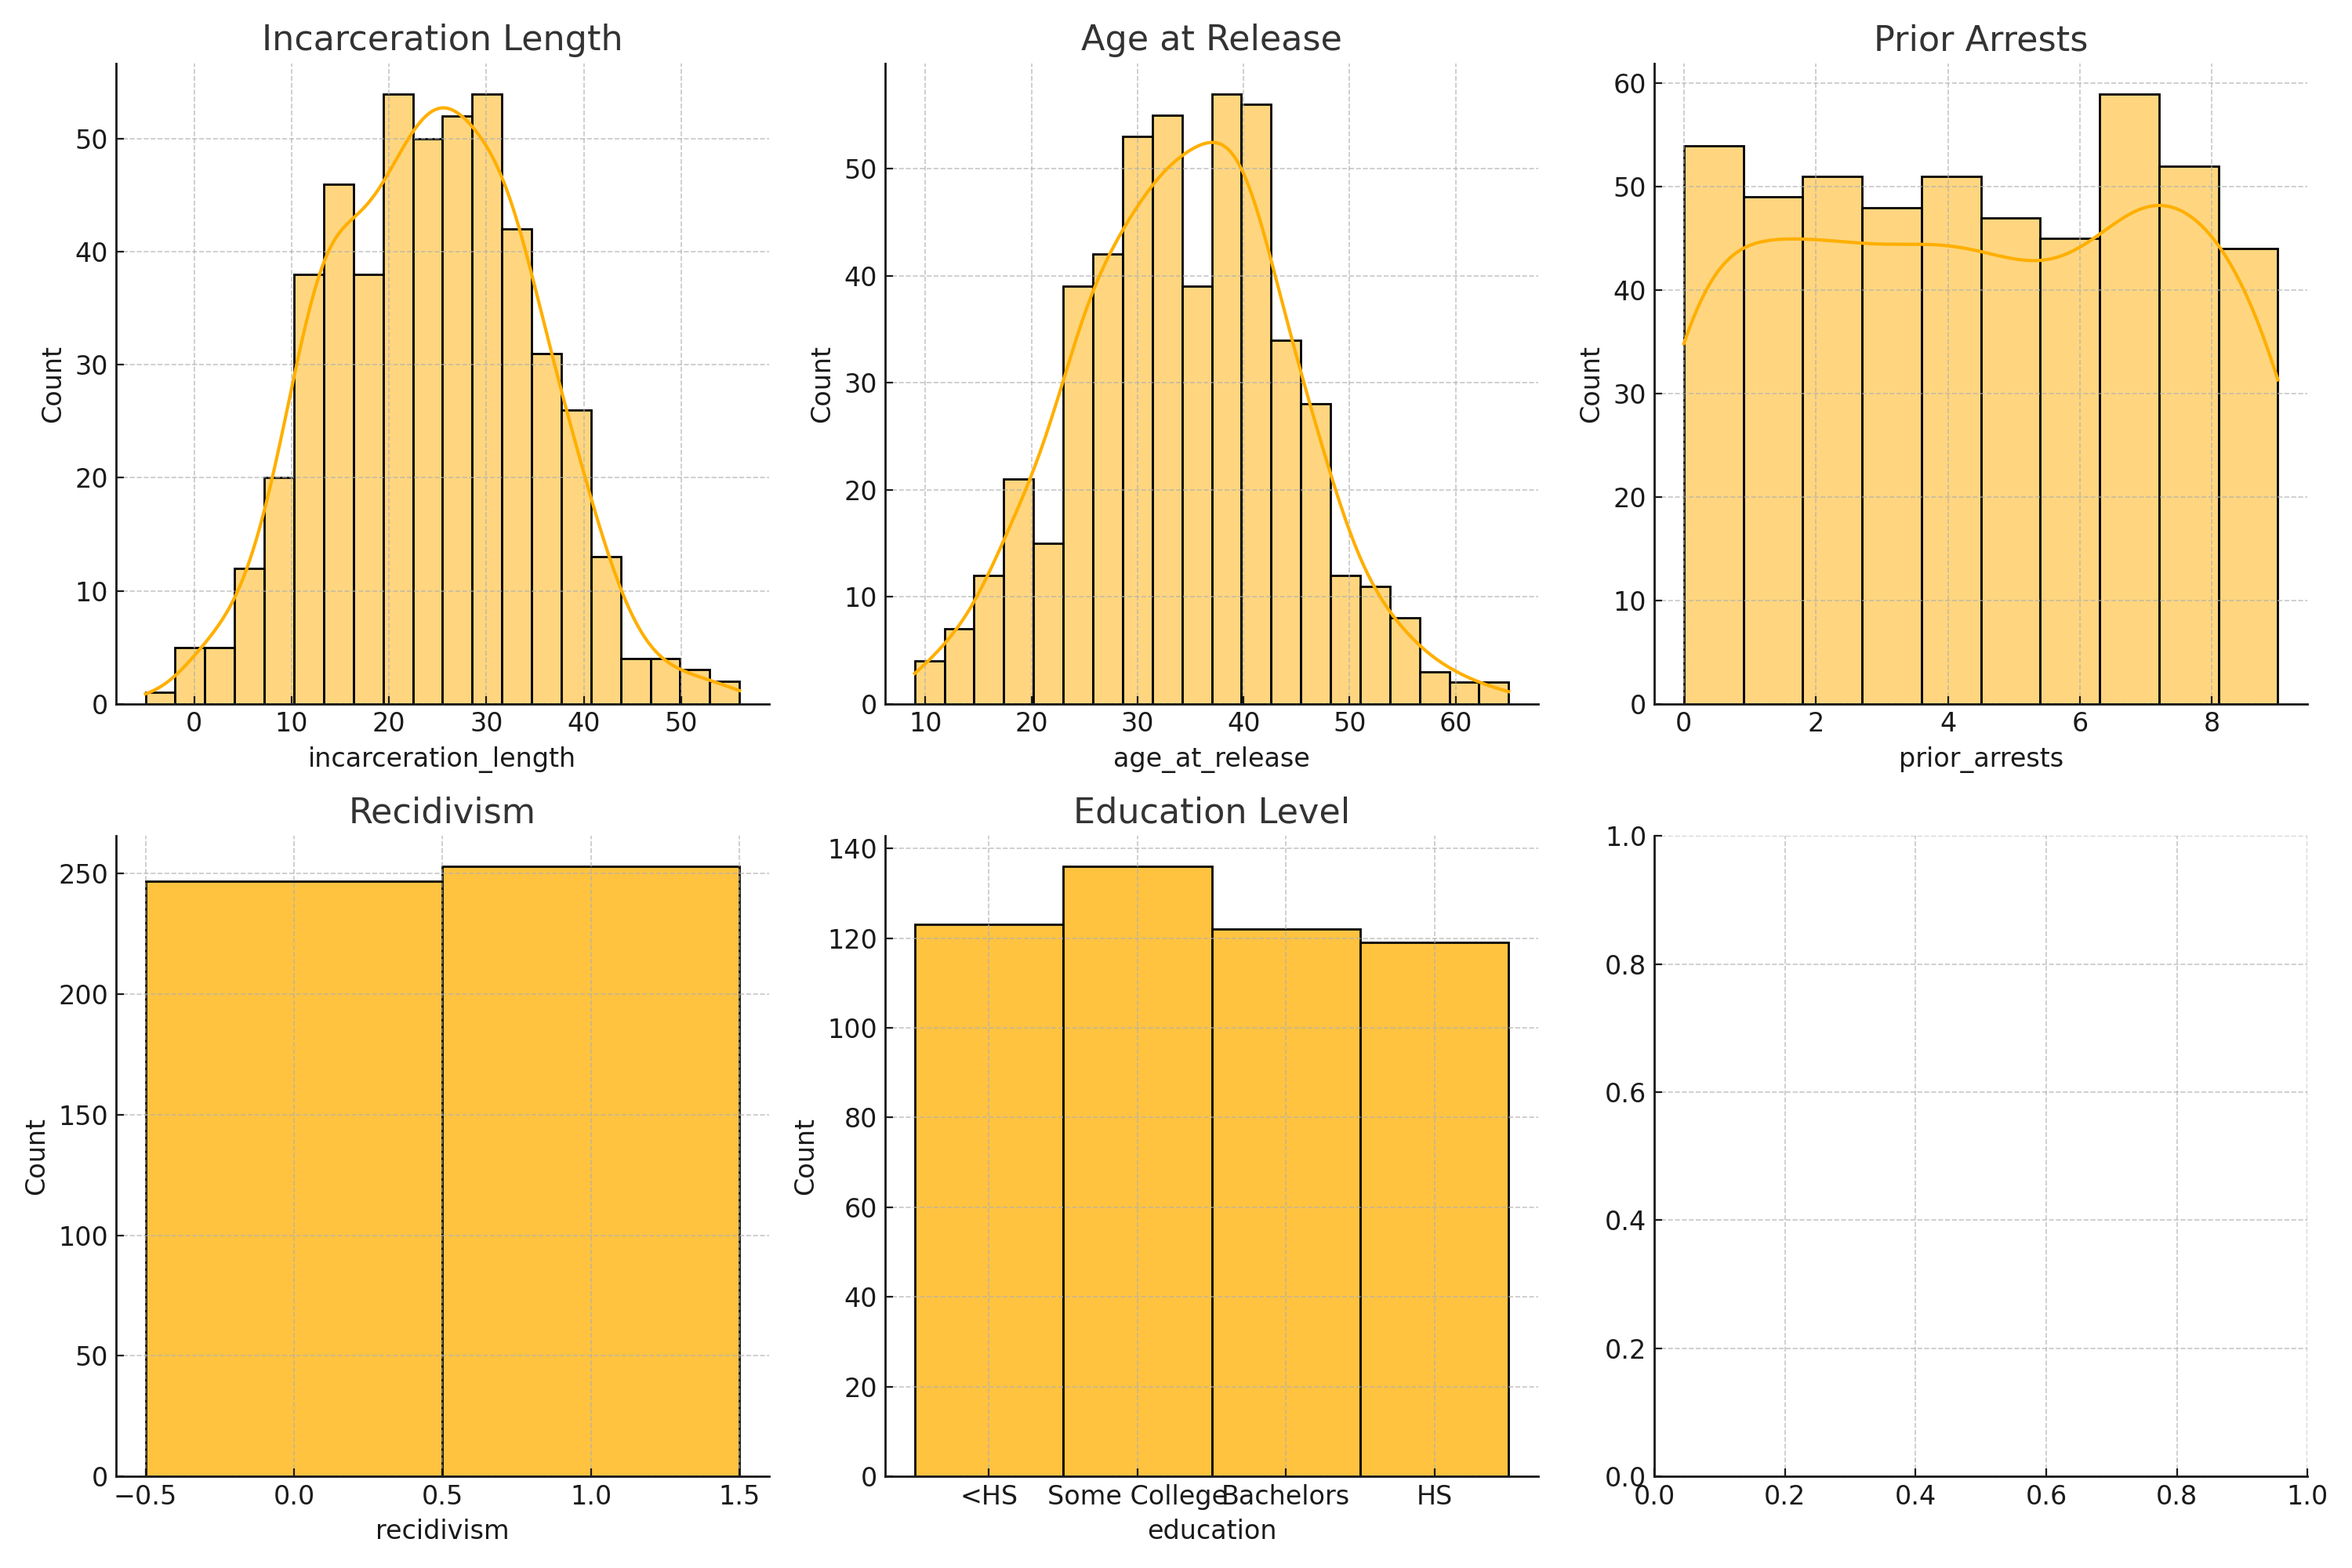 Incarceration Length
Count
50
40
30
20
10
0
0 10 20 30 40 50
incarceration_length
Age at Release
Count
50
40
30
20
10
0
10 20 30 40 50 60
age_at_release
Prior Arrests
Count
60
50
40
30
20
10
0
0 2 4 6 8
prior_arrests
Recidivism
Count
250
200
150
100
50
0
−0.5 0.0 0.5 1.0 1.5
recidivism
Education Level
Count
140
120
100
80
60
40
20
0
<HS Some College Bachelors HS
education
1.0
0.8
0.6
0.4
0.2
0.0
0.0 0.2 0.4 0.6 0.8 1.0